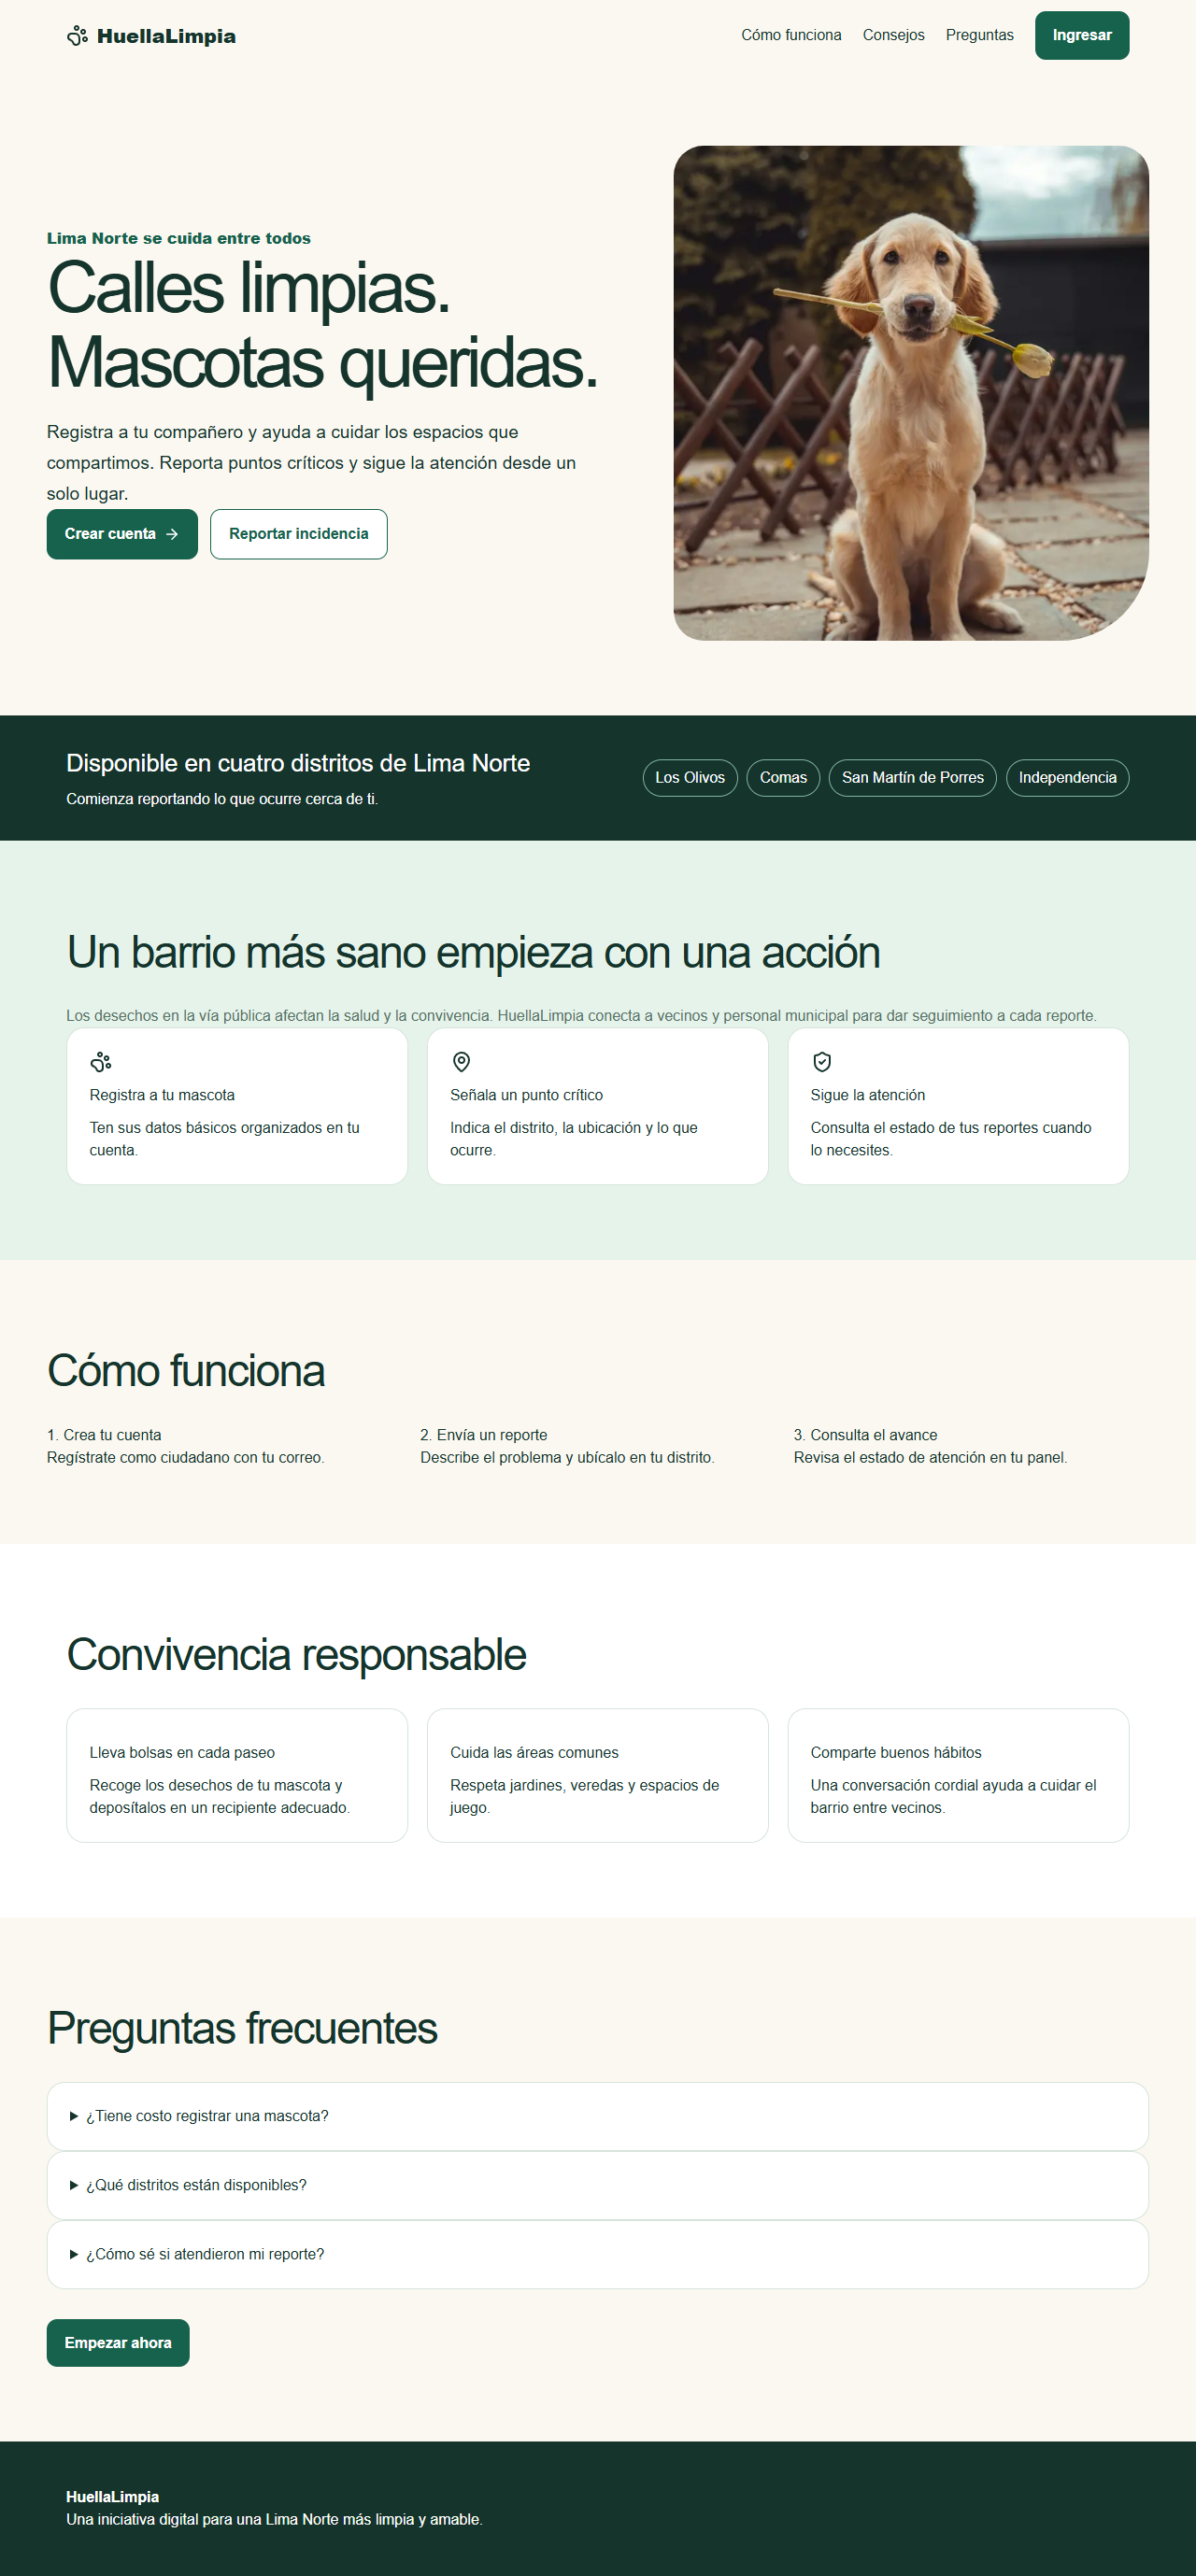 HuellaLimpia
Cómo funciona
Consejos
Preguntas
Ingresar
Lima Norte se cuida entre todos
Calles limpias.
Mascotas queridas.
Registra a tu compañero y ayuda a cuidar los espacios que
compartimos. Reporta puntos críticos y sigue la atención desde un
solo lugar.
Crear cuenta
Reportar incidencia
Disponible en cuatro distritos de Lima Norte
Comienza reportando lo que ocurre cerca de ti.
Los Olivos
Comas
San Martín de Porres
Independencia
Un barrio más sano empieza con una acción
Los desechos en la vía pública afectan la salud y la convivencia. HuellaLimpia conecta a vecinos y personal municipal para dar seguimiento a cada reporte.
Registra a tu mascota
Ten sus datos básicos organizados en tu
cuenta.
Señala un punto crítico
Indica el distrito, la ubicación y lo que
ocurre.
Sigue la atención
Consulta el estado de tus reportes cuando
lo necesites.
Cómo funciona
1. Crea tu cuenta
Regístrate como ciudadano con tu correo.
2. Envía un reporte
Describe el problema y ubícalo en tu distrito.
3. Consulta el avance
Revisa el estado de atención en tu panel.
Convivencia responsable
Lleva bolsas en cada paseo
Recoge los desechos de tu mascota y
deposítalos en un recipiente adecuado.
Cuida las áreas comunes
Respeta jardines, veredas y espacios de
juego.
Comparte buenos hábitos
Una conversación cordial ayuda a cuidar el
barrio entre vecinos.
Preguntas frecuentes
¿Tiene costo registrar una mascota?
¿Qué distritos están disponibles?
¿Cómo sé si atendieron mi reporte?
Empezar ahora
HuellaLimpia
Una iniciativa digital para una Lima Norte más limpia y amable.